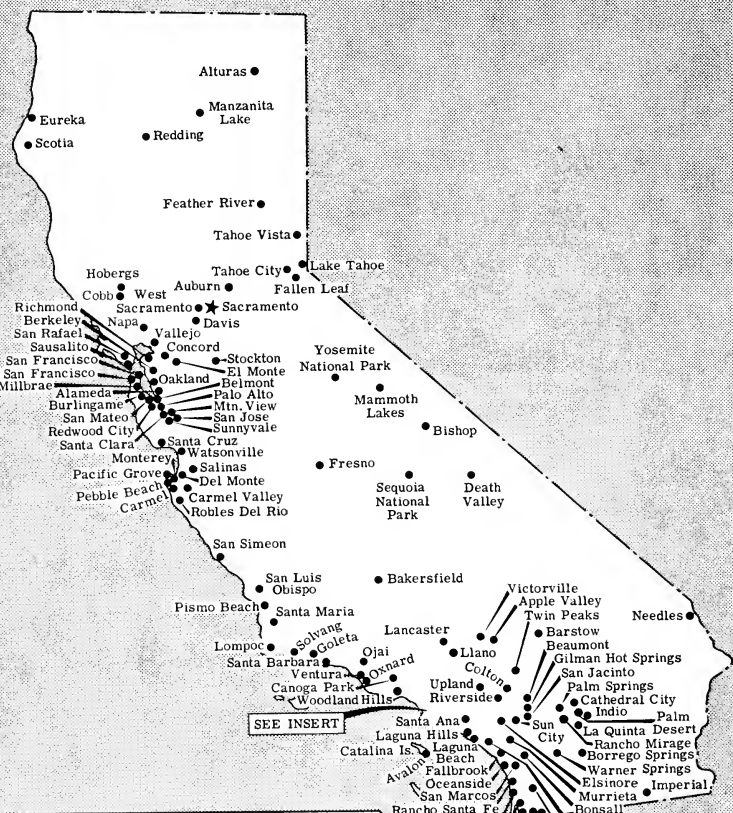 Alturas
Manzanita
Lake
Eureka
Redding
Scotia
Feather River
Tahoe Vista
Lake Tahoe
Tahoe City
Fallen Leaf
Hobergs
Auburn
Cobb
West
Sacramento
Sacramento
Richmond
Berkeley
Napa
Davis
San Rafael
Vallejo
Sausalito
Concord
San Francisco
Stockton
El Monte
San Francisco
Oakland
Millbrae
Belmont
Alameda
Palo Alto
Burlingame
Mtn. View
San Mateo
San Jose
Redwood City
Sunnyvale
Santa Clara
Santa Cruz
Yosemite
National Park
Mammoth
Lakes
Bishop
Watsonville
Monterey
Salinas
Pacific Grove
Del Monte
Pebble Beach
Carmel Valley
Carmel
Robles Del Rio
Fresno
Sequoia
National
Park
Death
Valley
San Simeon
San Luis
Obispo
Bakersfield
Pismo Beach
Santa Maria
Victorville
Apple Valley
Twin Peaks
Needles
Lancaster
Barstow
Lompoc
Solvang
Goleta
Llano
Beaumont
Santa Barbara
Ojai
Gilman Hot Springs
Ventura
Oxnard
Colton
San Jacinto
Canoga Park
Upland
Palm Springs
Woodland Hills
Riverside
Cathedral City
Indio
SEE INSERT
Santa Ana
Sun
City
Palm
Desert
La Quinta
Laguna Hills
Rancho Mirage
Catalina Is.
Laguna
Beach
Borrego Springs
Avalon
Fallbrook
Warner Springs
Oceanside
Elsinore
San Marcos
Murrieta
Imperial
Rancho Santa Fe
Bonsall